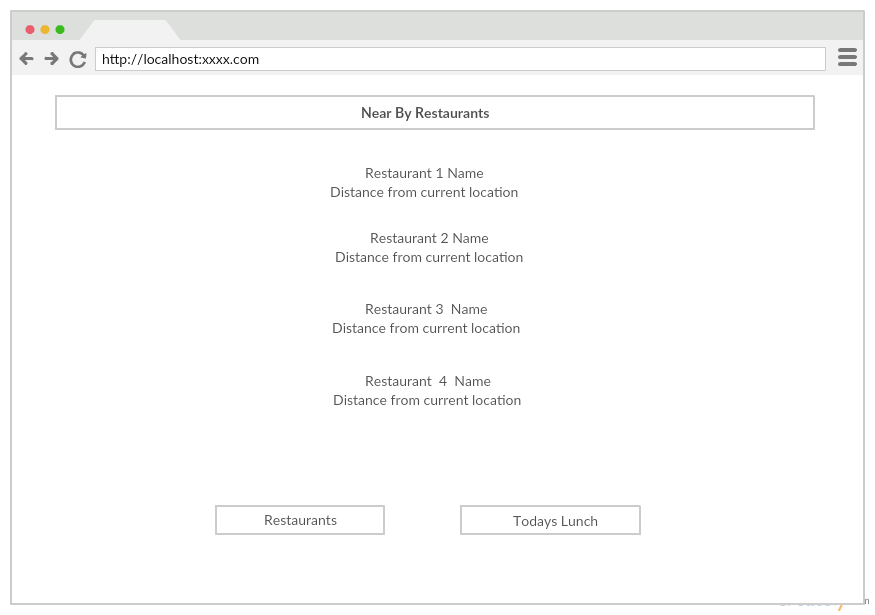 http://localhost:xxxx.com
Near By Restaurants
Restaurant 1 Name
Distance from current location
Restaurant 2 Name
Distance from current location
Restaurant 3  Name
Distance from current location
Restaurant  4  Name
Distance from current location
Restaurants
Todays Lunch